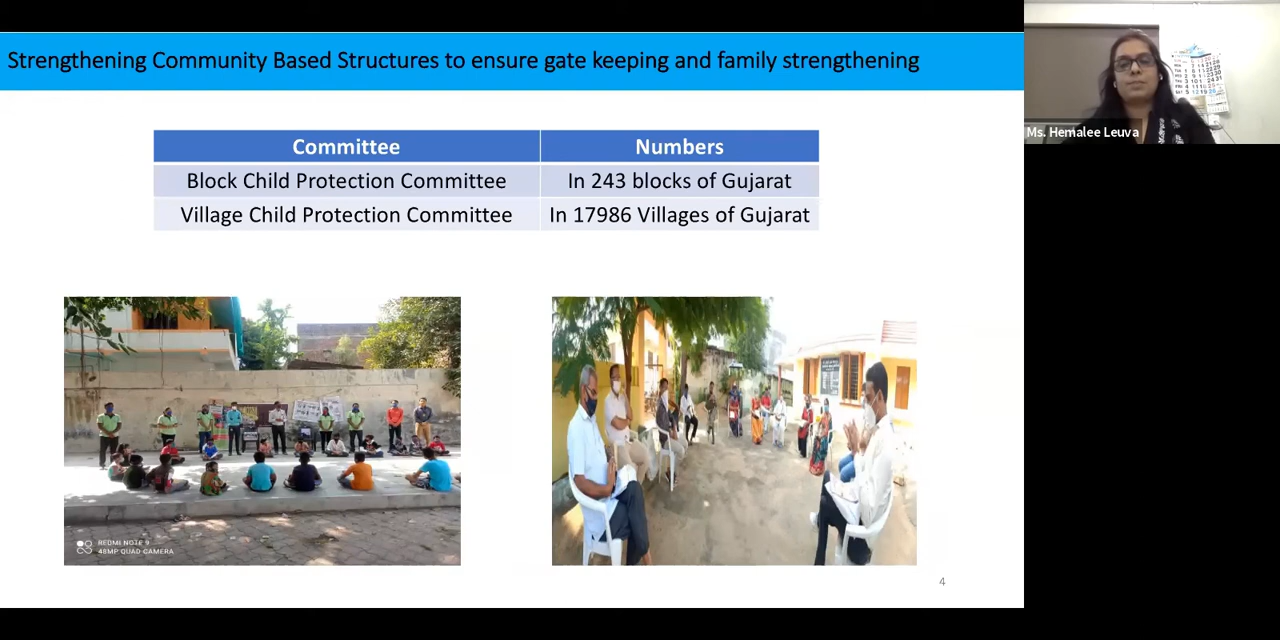 Strengthening Community Based Structures to ensure gate keeping and family strengthening
Ms. Hemalee Leuva
Committee Numbers
Block Child Protection Committee In 243 blocks of Gujarat
Village Child Protection Committee In 17986 Villages of Gujarat
REDMI NOTE 9
48MP QUAD CAMERA
4